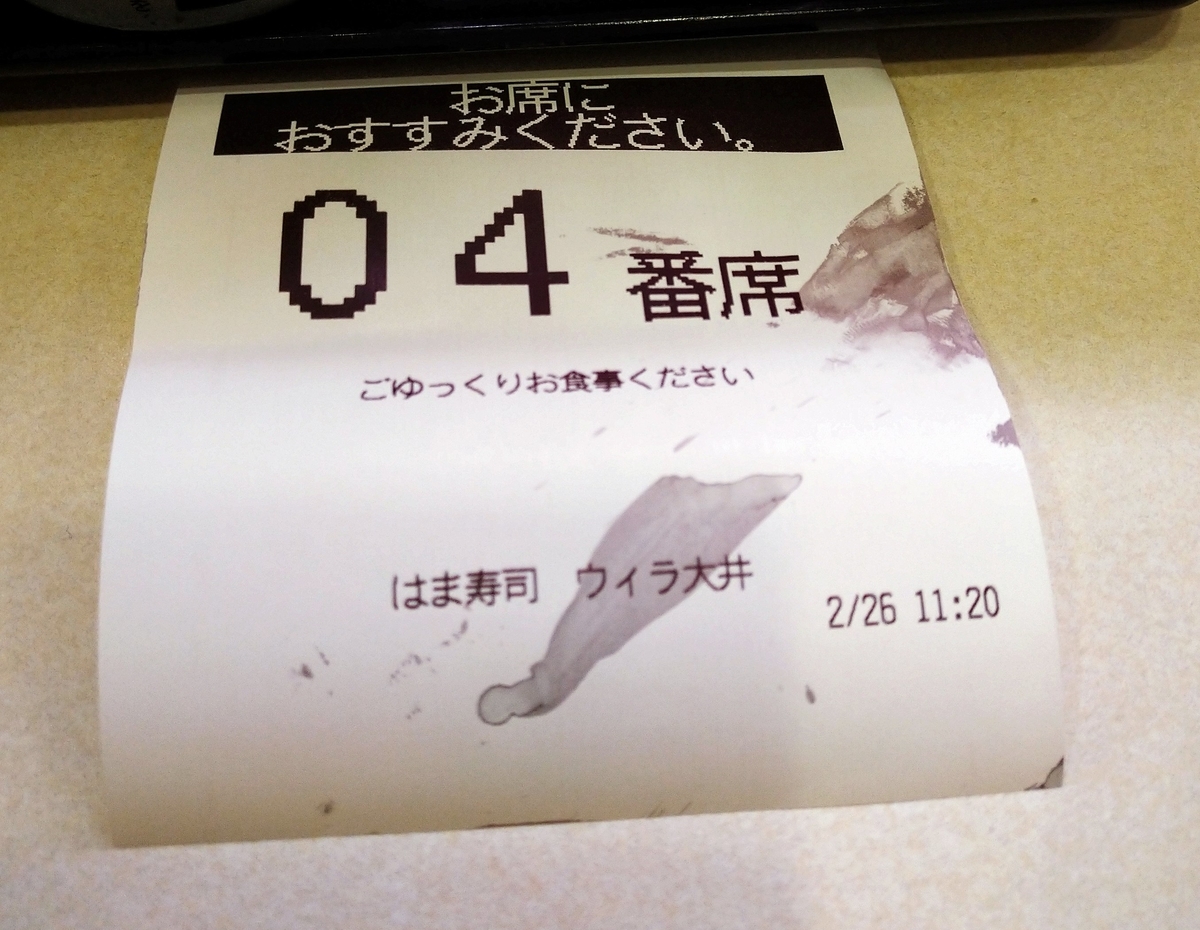 お席に
おすすみください。
04番席
ごゆっくりお食事ください
はま寿司 ウィラ大井
2/26 11:20